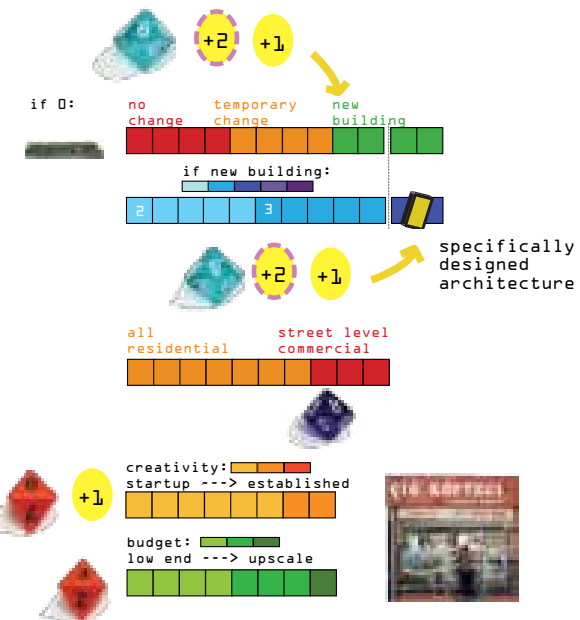 +2 +1
if 0:
no change
temporary change
new building
if new building:
2 3
+2 +1
specifically
designed
architecture
all residential
street level commercial
creativity:
startup ---> established
+1
budget:
low end ---> upscale